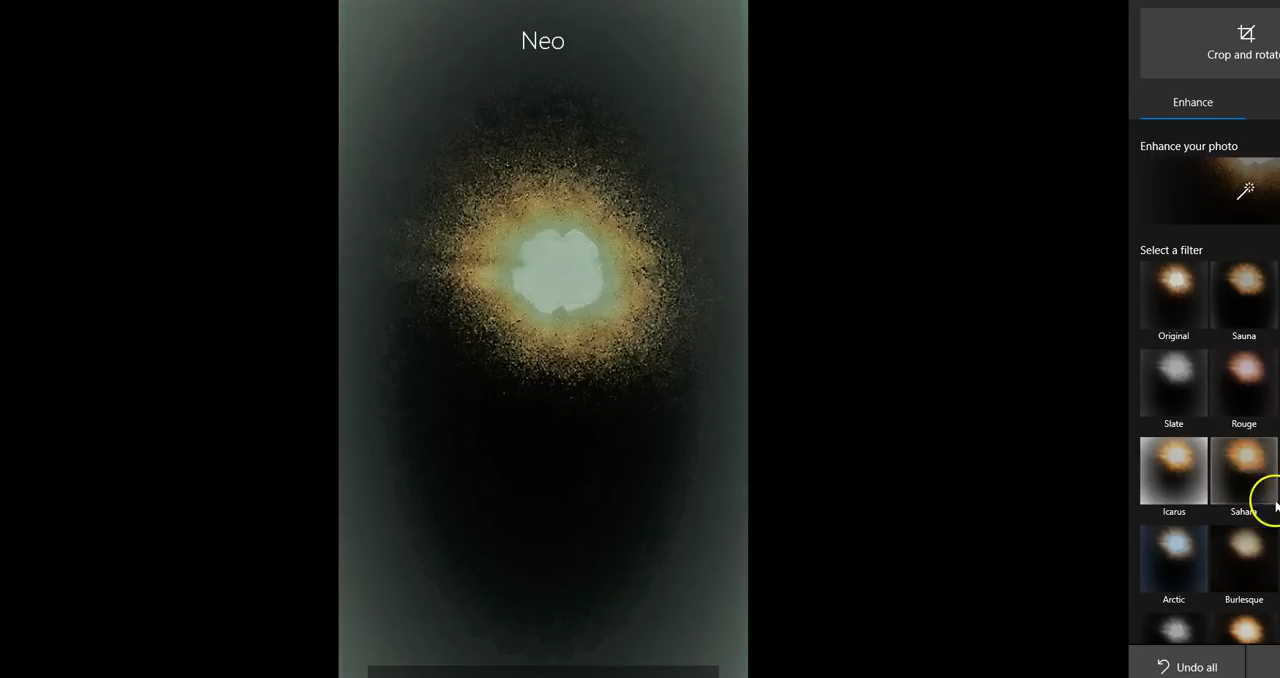 Neo
Crop and rotate
Enhance
Enhance your photo
Select a filter
Original
Sauna
Slate
Rouge
Icarus
Sahara
Arctic
Burlesque
Undo all